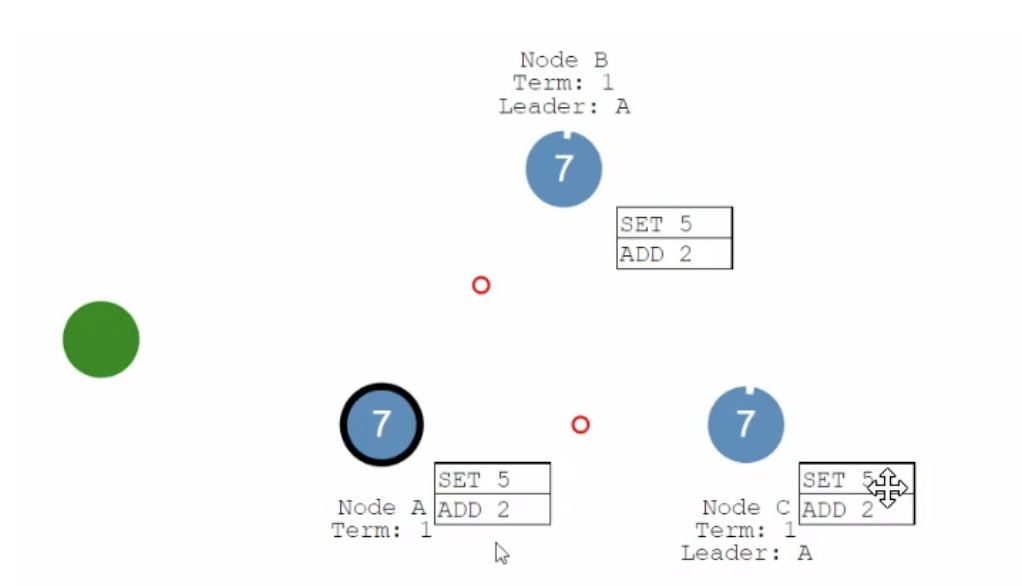 Node B
Term: 1
Leader: A
7
SET 5
ADD 2
7
SET 5
ADD 2
Node A
Term: 1
7
SET 5
ADD 2
Node C
Term: 1
Leader: A